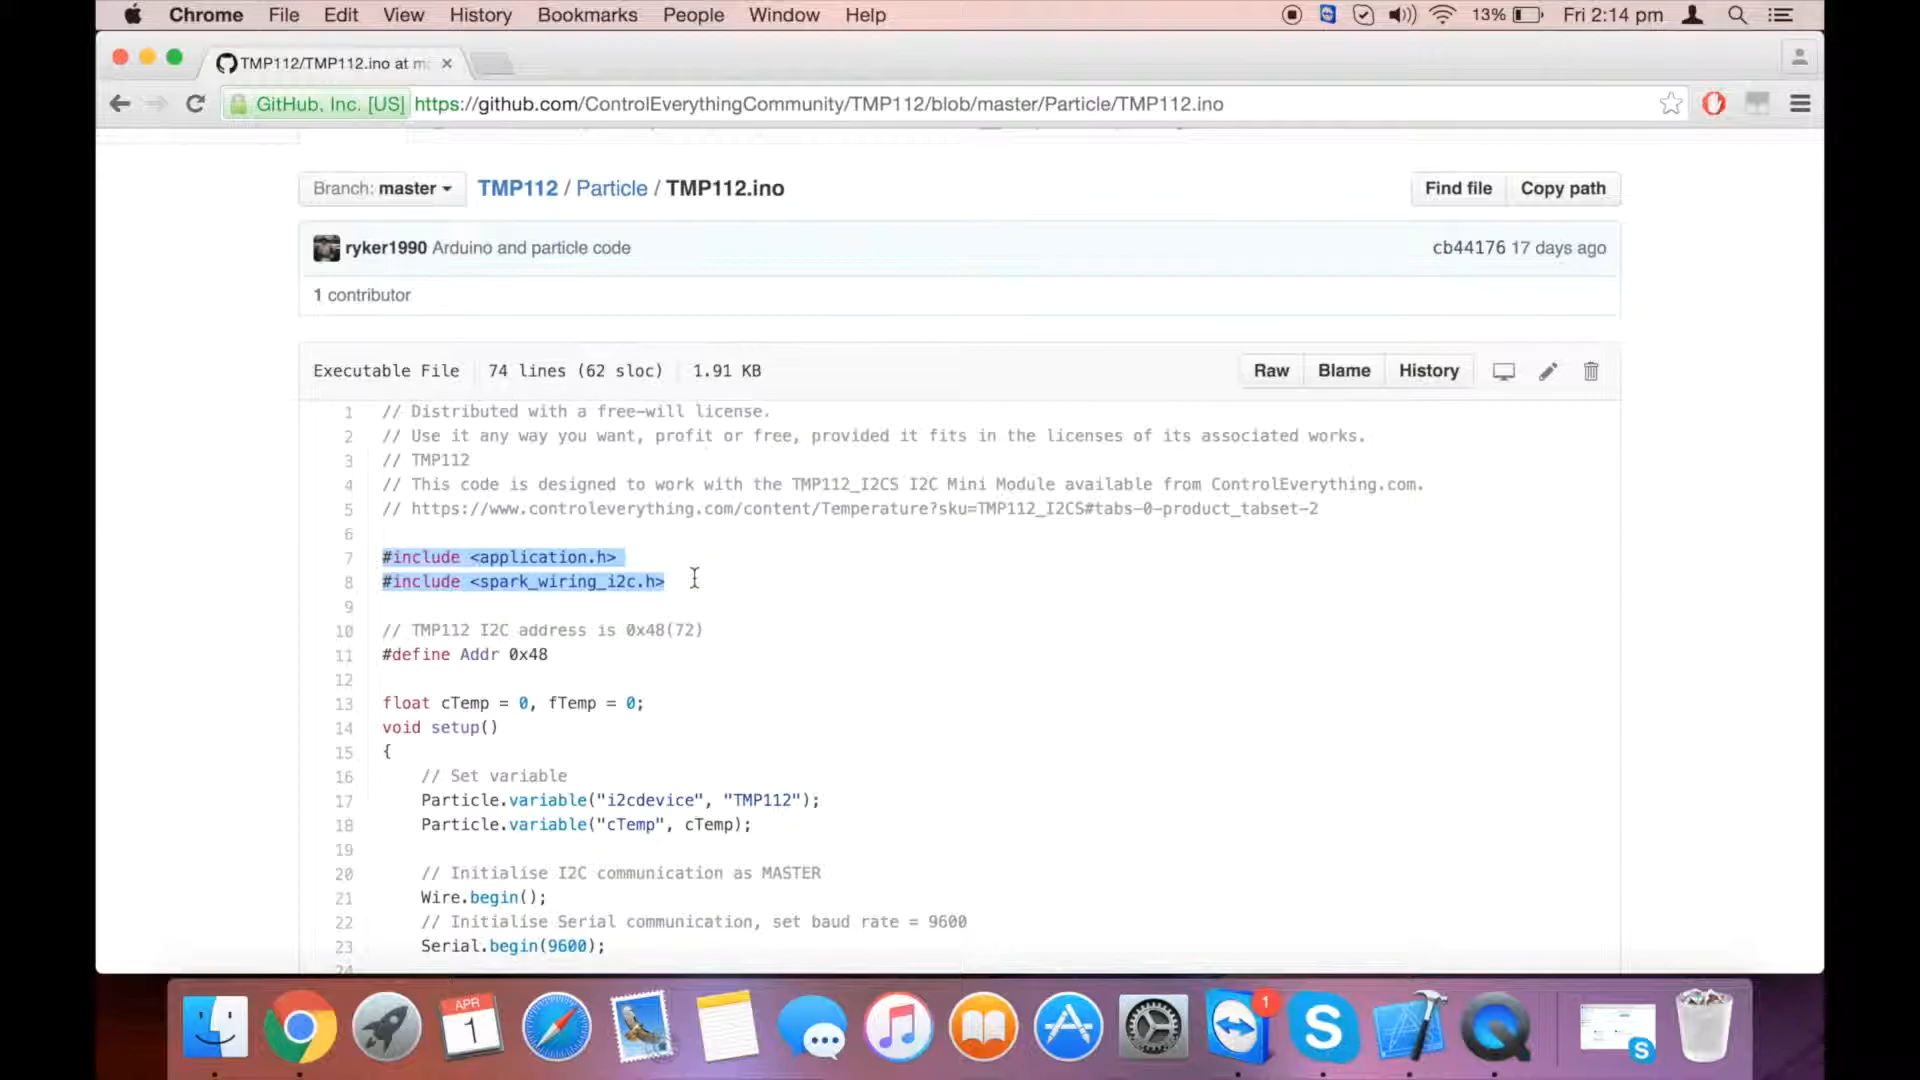 Chrome File Edit View History Bookmarks People Window Help 13% Fri 2:14 pm
TMP112/TMP112.ino at m
GitHub, Inc. [US] https://github.com/ControlEverythingCommunity/TMP112/blob/master/Particle/TMP112.ino
Branch: master TMP112 / Particle / TMP112.ino Find file Copy path
ryker1990 Arduino and particle code cb44176 17 days ago
1 contributor
Executable File 74 lines (62 sloc) 1.91 KB Raw Blame History
1 // Distributed with a free-will license.
2 // Use it any way you want, profit or free, provided it fits in the licenses of its associated works.
3 // TMP112
4 // This code is designed to work with the TMP112_I2CS I2C Mini Module available from ControlEverything.com.
5 // https://www.controleverything.com/content/Temperature?sku=TMP112_I2CS#tabs-0-product_tabset-2
6
7 #include <application.h>
8 #include <spark_wiring_i2c.h>
9
10 // TMP112 I2C address is 0x48(72)
11 #define Addr 0x48
12
13 float cTemp = 0, fTemp = 0;
14 void setup()
15 {
16 // Set variable
17 Particle.variable("i2cdevice", "TMP112");
18 Particle.variable("cTemp", cTemp);
19
20 // Initialise I2C communication as MASTER
21 Wire.begin();
22 // Initialise Serial communication, set baud rate = 9600
23 Serial.begin(9600);
24
APR
1
1